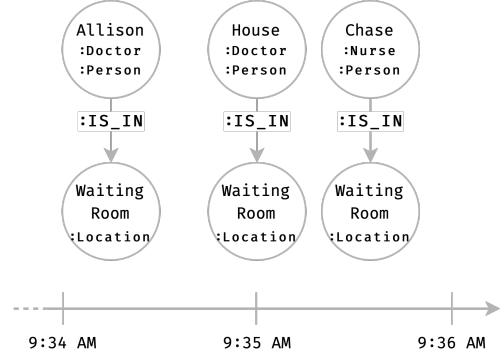 Allison
:Doctor
:Person
:IS_IN
Waiting
Room
:Location
House
:Doctor
:Person
:IS_IN
Waiting
Room
:Location
Chase
:Nurse
:Person
:IS_IN
Waiting
Room
:Location
9:34 AM
9:35 AM
9:36 AM